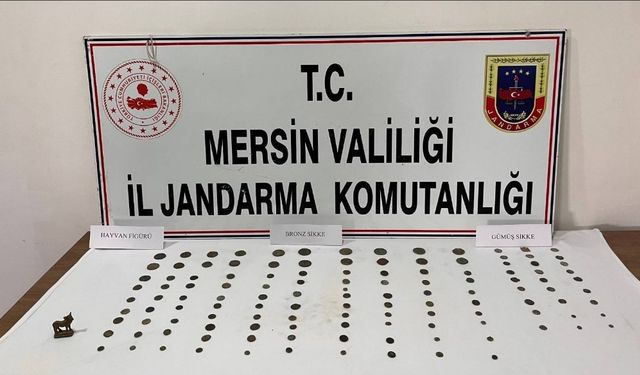 T.C.
MERSİN VALİLİĞİ
İL JANDARMA KOMUTANLIĞI
JANDARMA
HAYVAN FİGÜRÜ
BRONZ SİKKE
GÜMÜŞ SİKKE